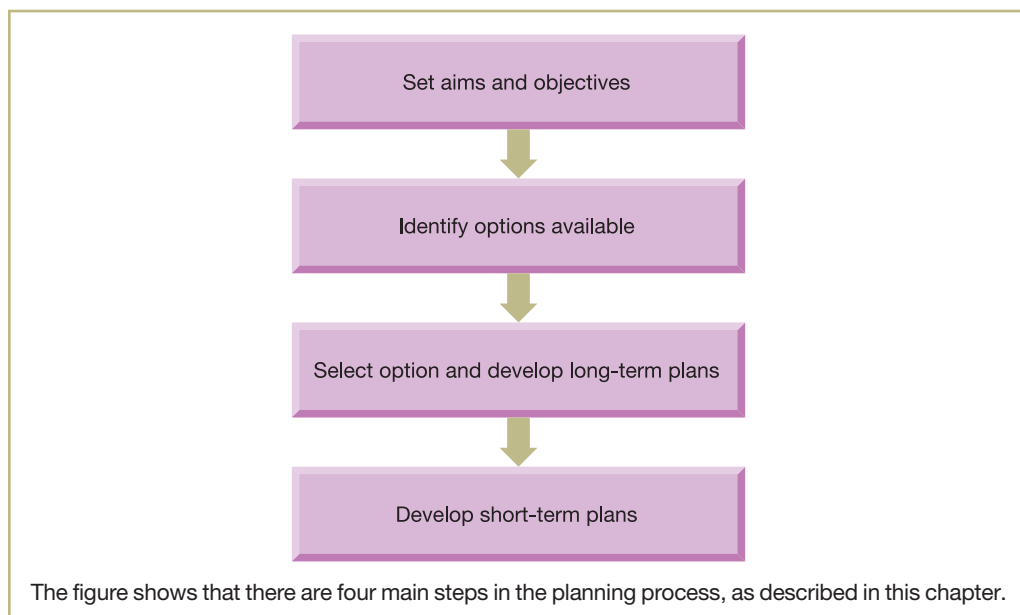 Set aims and objectives
Identify options available
Select option and develop long-term plans
Develop short-term plans
The figure shows that there are four main steps in the planning process, as described in this chapter.